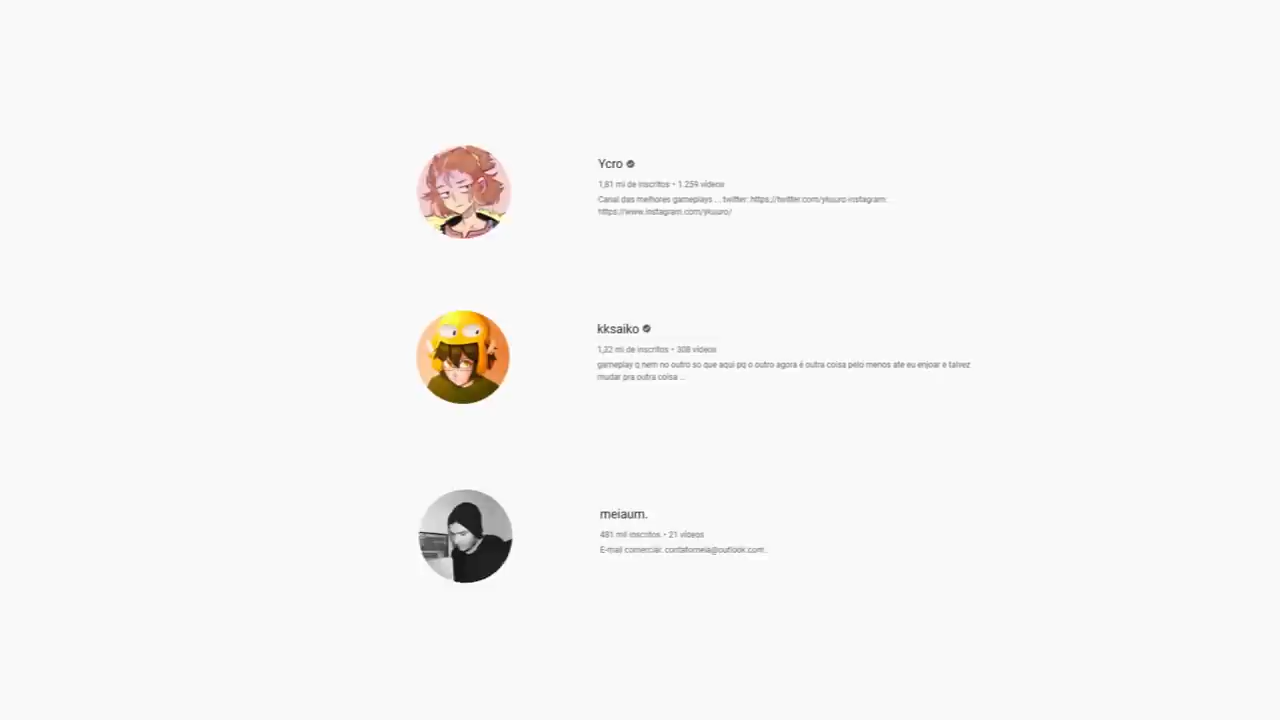 Ycro
1,81 mi de inscritos • 1.259 vídeos
Canal das melhores gameplays ... twitter: https://twitter.com/ykuuro instagram:
https://www.instagram.com/ykuuro/
kksaiko
1,22 mi de inscritos • 308 vídeos
gameplay q nem no outro so que aqui pq o outro agora é outra coisa pelo menos ate eu enjoar e talvez
mudar pra outra coisa ...
meiaum.
481 mil inscritos • 21 vídeos
E-mail comercial: contatomeia@outlook.com.